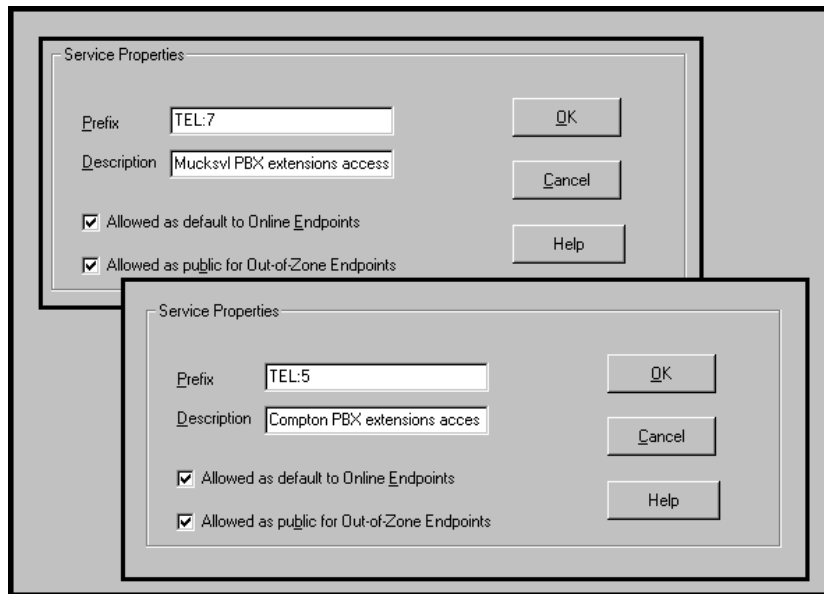 Service Properties
Prefix TEL:7 OK
Description Mucksvl PBX extensions access
Cancel
Allowed as default to Online Endpoints
Help
Allowed as public for Out-of-Zone Endpoints
Service Properties
Prefix TEL:5 OK
Description Compton PBX extensions acces
Cancel
Allowed as default to Online Endpoints
Help
Allowed as public for Out-of-Zone Endpoints